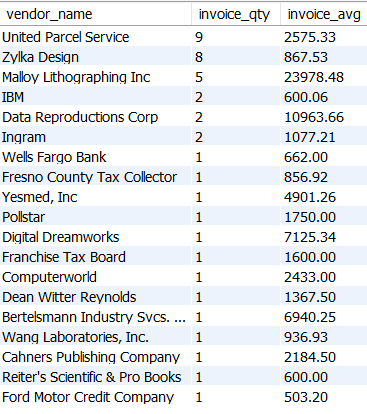 vendor_name invoice_qty invoice_avg
United Parcel Service 9 2575.33
Zylka Design 8 867.53
Malloy Lithographing Inc 5 23978.48
IBM 2 600.06
Data Reproductions Corp 2 10963.66
Ingram 2 1077.21
Wells Fargo Bank 1 662.00
Fresno County Tax Collector 1 856.92
Yesmed, Inc 1 4901.26
Pollstar 1 1750.00
Digital Dreamworks 1 7125.34
Franchise Tax Board 1 1600.00
Computerworld 1 2433.00
Dean Witter Reynolds 1 1367.50
Bertelsmann Industry Svcs. ... 1 6940.25
Wang Laboratories, Inc. 1 936.93
Cahners Publishing Company 1 2184.50
Reiter's Scientific & Pro Books 1 600.00
Ford Motor Credit Company 1 503.20